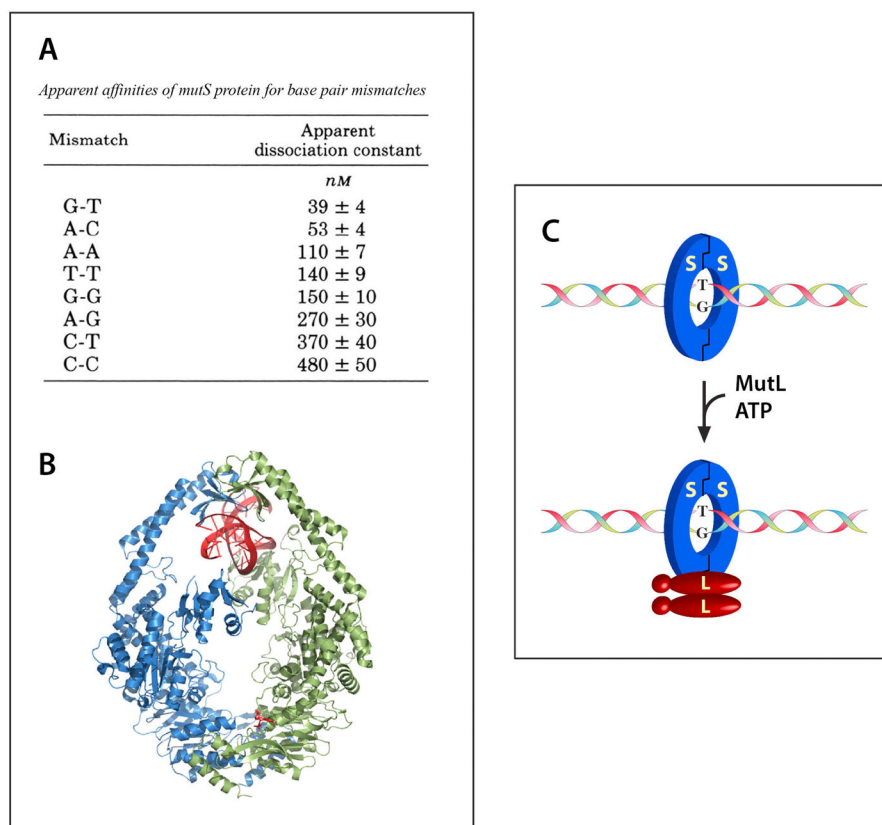 A
Apparent affinities of mutS protein for base pair mismatches
Mismatch Apparent dissociation constant
nM
G-T 39 ± 4
A-C 53 ± 4
A-A 110 ± 7
T-T 140 ± 9
G-G 150 ± 10
A-G 270 ± 30
C-T 370 ± 40
C-C 480 ± 50
B
C
S S
T
G
MutL
ATP
S S
T
G
L
L